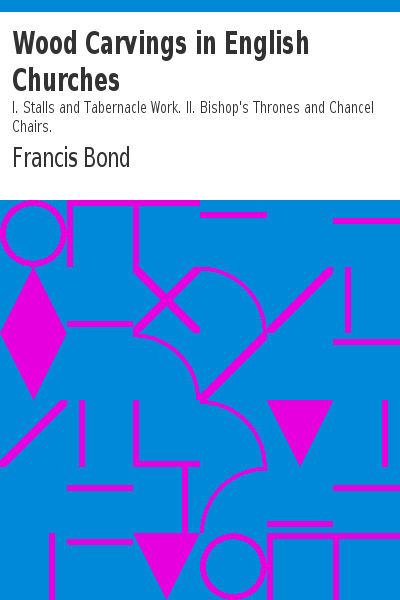 Wood Carvings in English
Churches
I. Stalls and Tabernacle Work. II. Bishop's Thrones and Chancel
Chairs.
Francis Bond